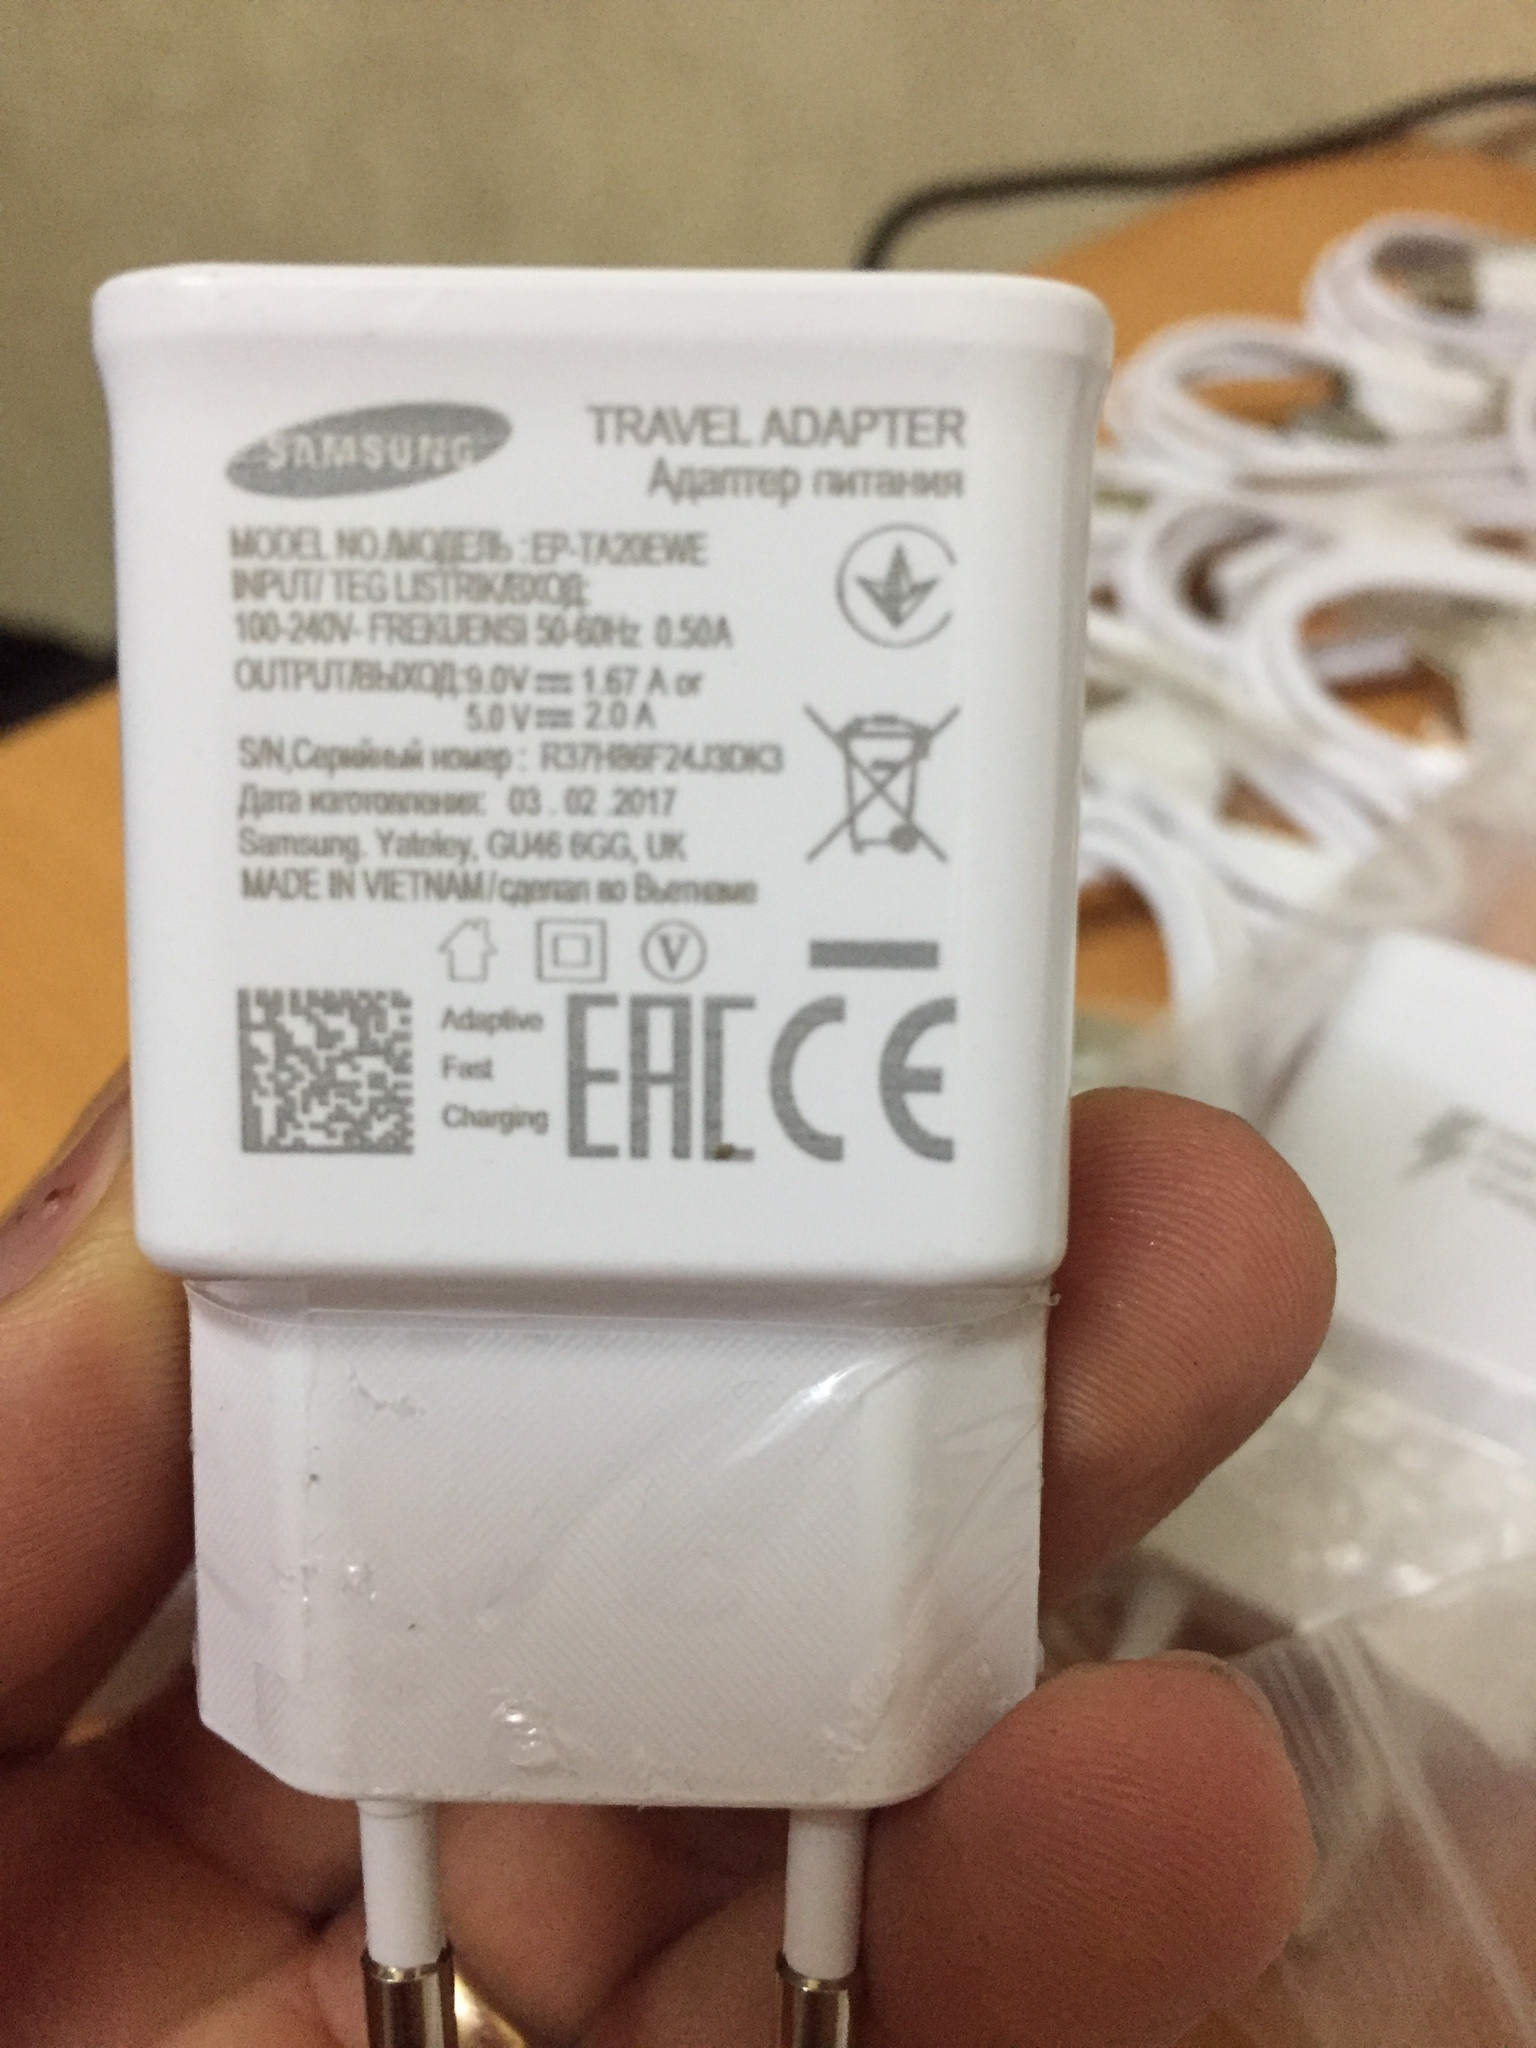 SAMSUNG
TRAVEL ADAPTER
Адаптер питания
MODEL NO./МОДЕЛЬ : EP-TA20EWE
INPUT/ TEG LISTRIK/ВХОД:
100-240V- FREKUENSI 50-60Hz 0.50A
OUTPUT/ВЫХОД:9.0V 1.67 A or
5.0 V 2.0 A
S/N,Серийный номер : R37H86F24J3DK3
Дата изготовления: 03 . 02 .2017
Samsung. Yateley, GU46 6GG, UK
MADE IN VIETNAM/сделан во Вьетнаме
V
Adaptive
Fast
Charging
EAC CE